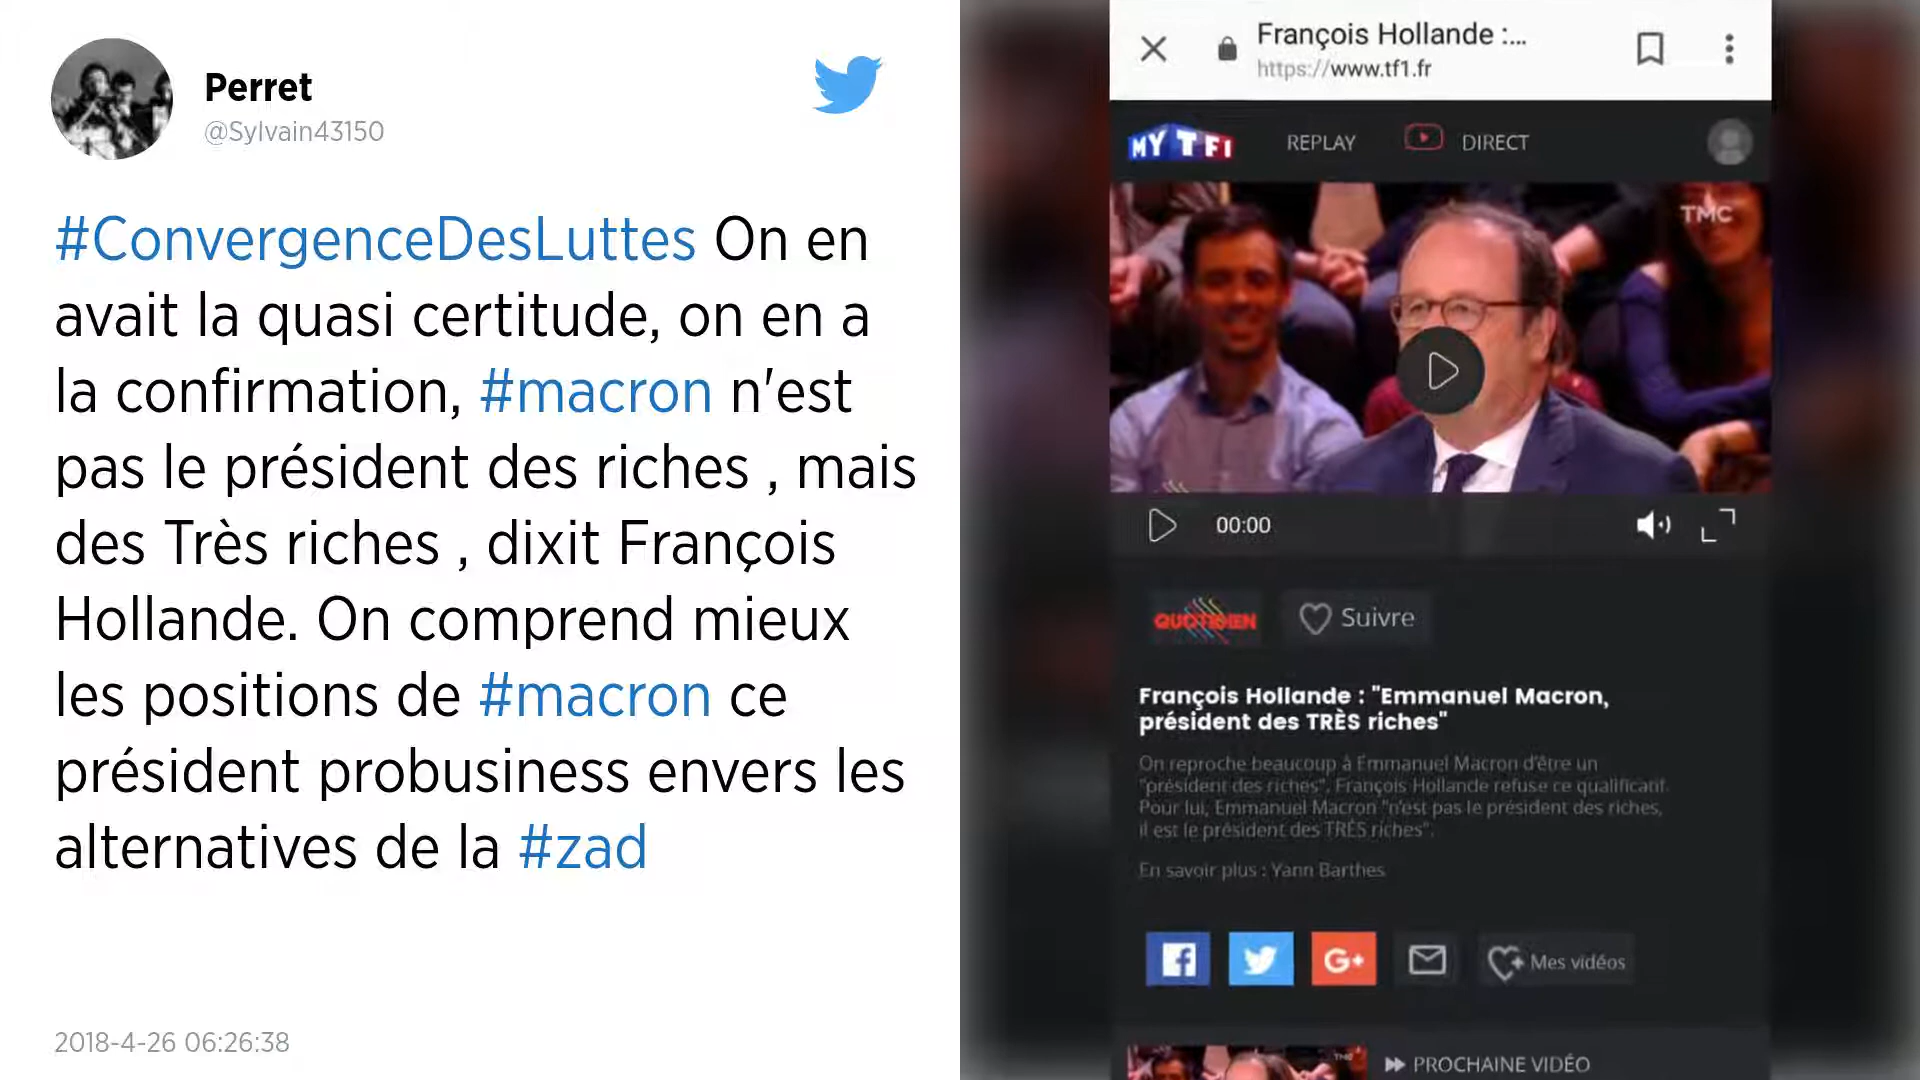 Perret
@Sylvain43150
#ConvergenceDesLuttes On en
avait la quasi certitude, on en a
la confirmation, #macron n'est
pas le président des riches , mais
des Très riches , dixit François
Hollande. On comprend mieux
les positions de #macron ce
président probusiness envers les
alternatives de la #zad
2018-4-26 06:26:38
François Hollande :...
https://www.tf1.fr
MYTF1
REPLAY
DIRECT
TMC
00:00
QUOTIDIEN
Suivre
François Hollande : "Emmanuel Macron,
président des TRÈS riches"
On reproche beaucoup à Emmanuel Macron d'être un
"président des riches". François Hollande refuse ce qualificatif.
Pour lui, Emmanuel Macron "n'est pas le président des riches,
il est le président des TRÈS riches".
En savoir plus : Yann Barthes
G+
Mes vidéos
TMC
PROCHAINE VIDÉO